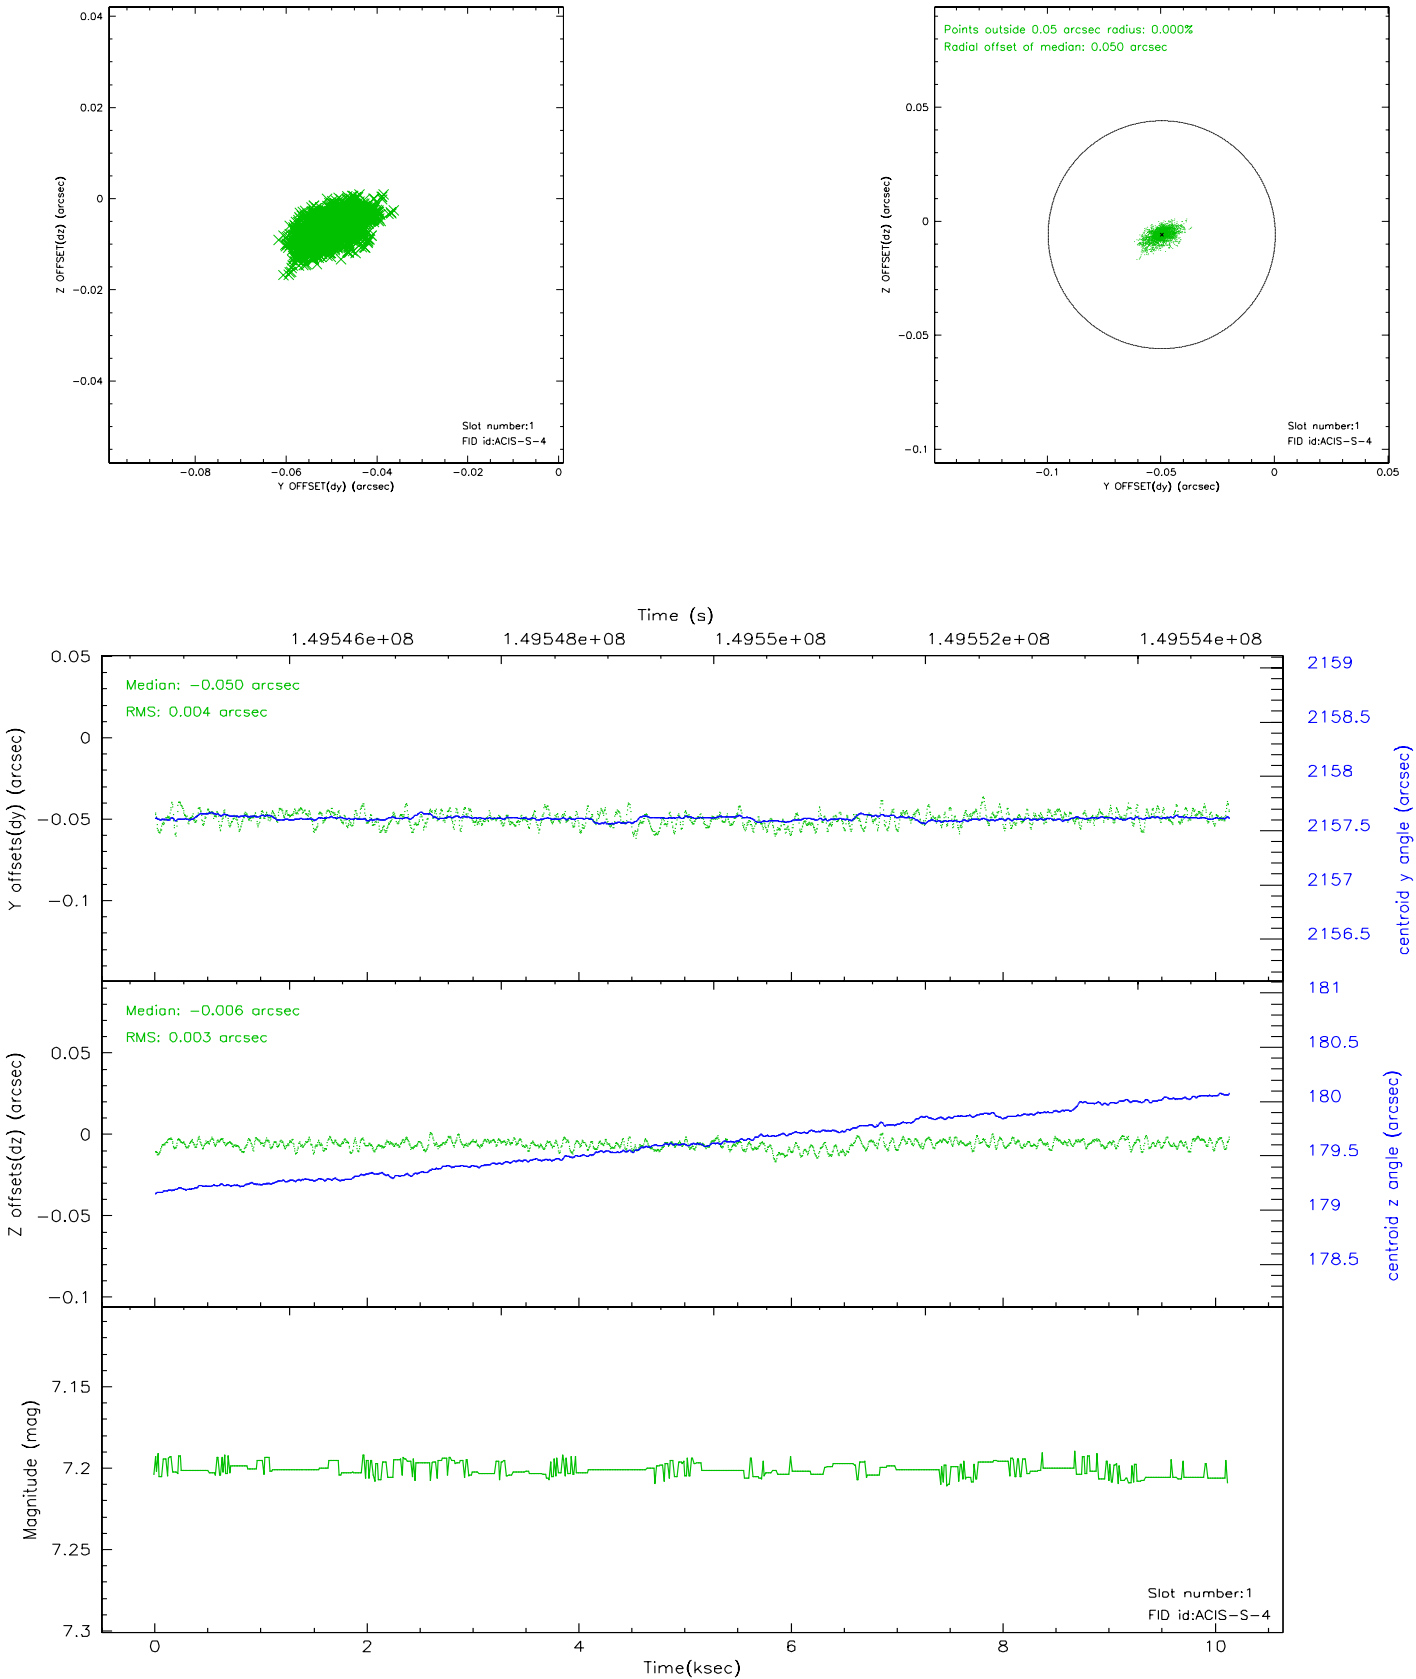 0.04
0.02
0
−0.02
−0.04
Z OFFSET(dz) (arcsec)
−0.08
−0.06
−0.04
−0.02
0
Y OFFSET(dy) (arcsec)
Slot number:1
FID id:ACIS−S−4
Points outside 0.05 arcsec radius: 0.000%
Radial offset of median: 0.050 arcsec
0.05
0
−0.05
−0.1
Z OFFSET(dz) (arcsec)
−0.1
−0.05
0
0.05
Y OFFSET(dy) (arcsec)
Slot number:1
FID id:ACIS−S−4
Time (s)
1.49546e+08
1.49548e+08
1.4955e+08
1.49552e+08
1.49554e+08
0.05
0
−0.05
−0.1
Y offsets(dy) (arcsec)
Median: −0.050 arcsec
RMS: 0.004 arcsec
2159
2158.5
2158
2157.5
2157
2156.5
centroid y angle (arcsec)
0.05
0
−0.05
−0.1
Z offsets(dz) (arcsec)
Median: −0.006 arcsec
RMS: 0.003 arcsec
181
180.5
180
179.5
179
178.5
centroid z angle (arcsec)
7.15
7.2
7.25
7.3
Magnitude (mag)
Slot number:1
FID id:ACIS−S−4
0
2
4
6
8
10
Time(ksec)